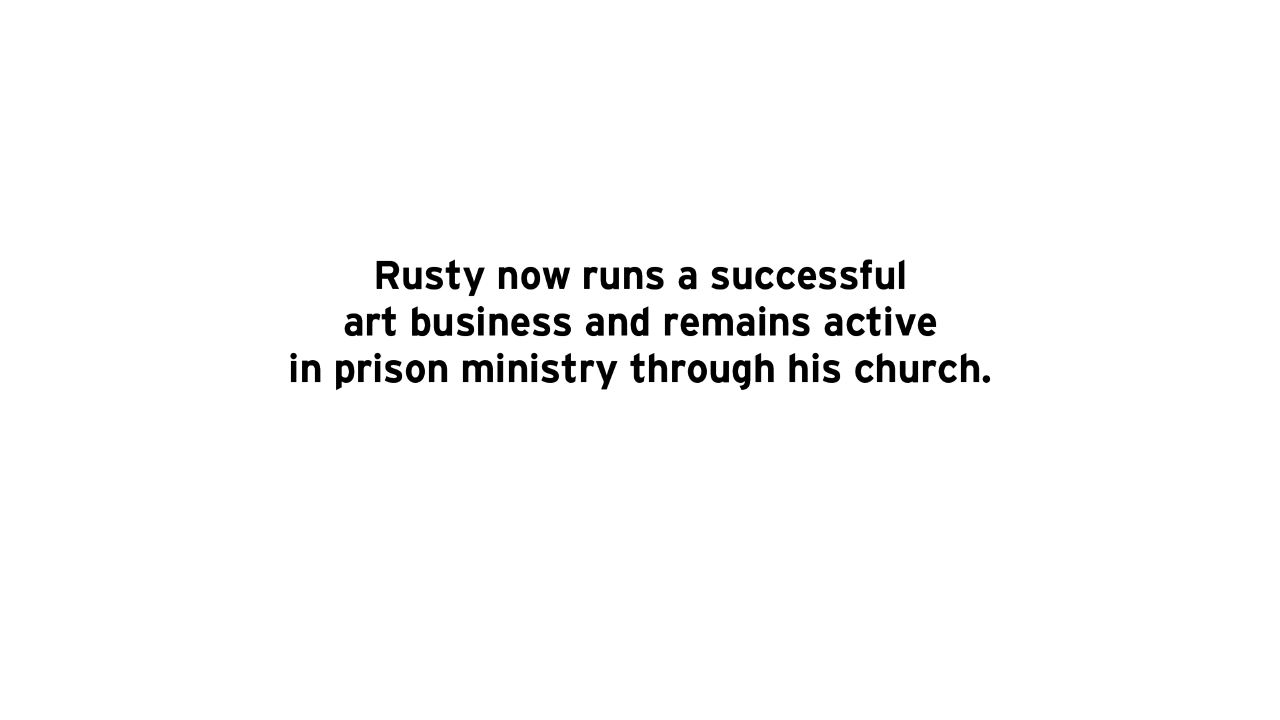 Rusty now runs a successful
art business and remains active
in prison ministry through his church.